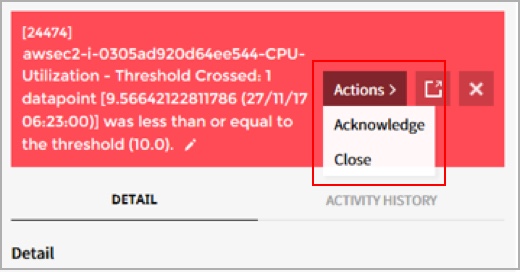 [24474]
awsec2-i-0305ad920d64ee544-CPU-
Utilization - Threshold Crossed: 1
datapoint [9.56642122811786 (27/11/17
06:23:00)] was less than or equal to
the threshold (10.0).
Actions >
Acknowledge
Close
DETAIL
ACTIVITY HISTORY
Detail